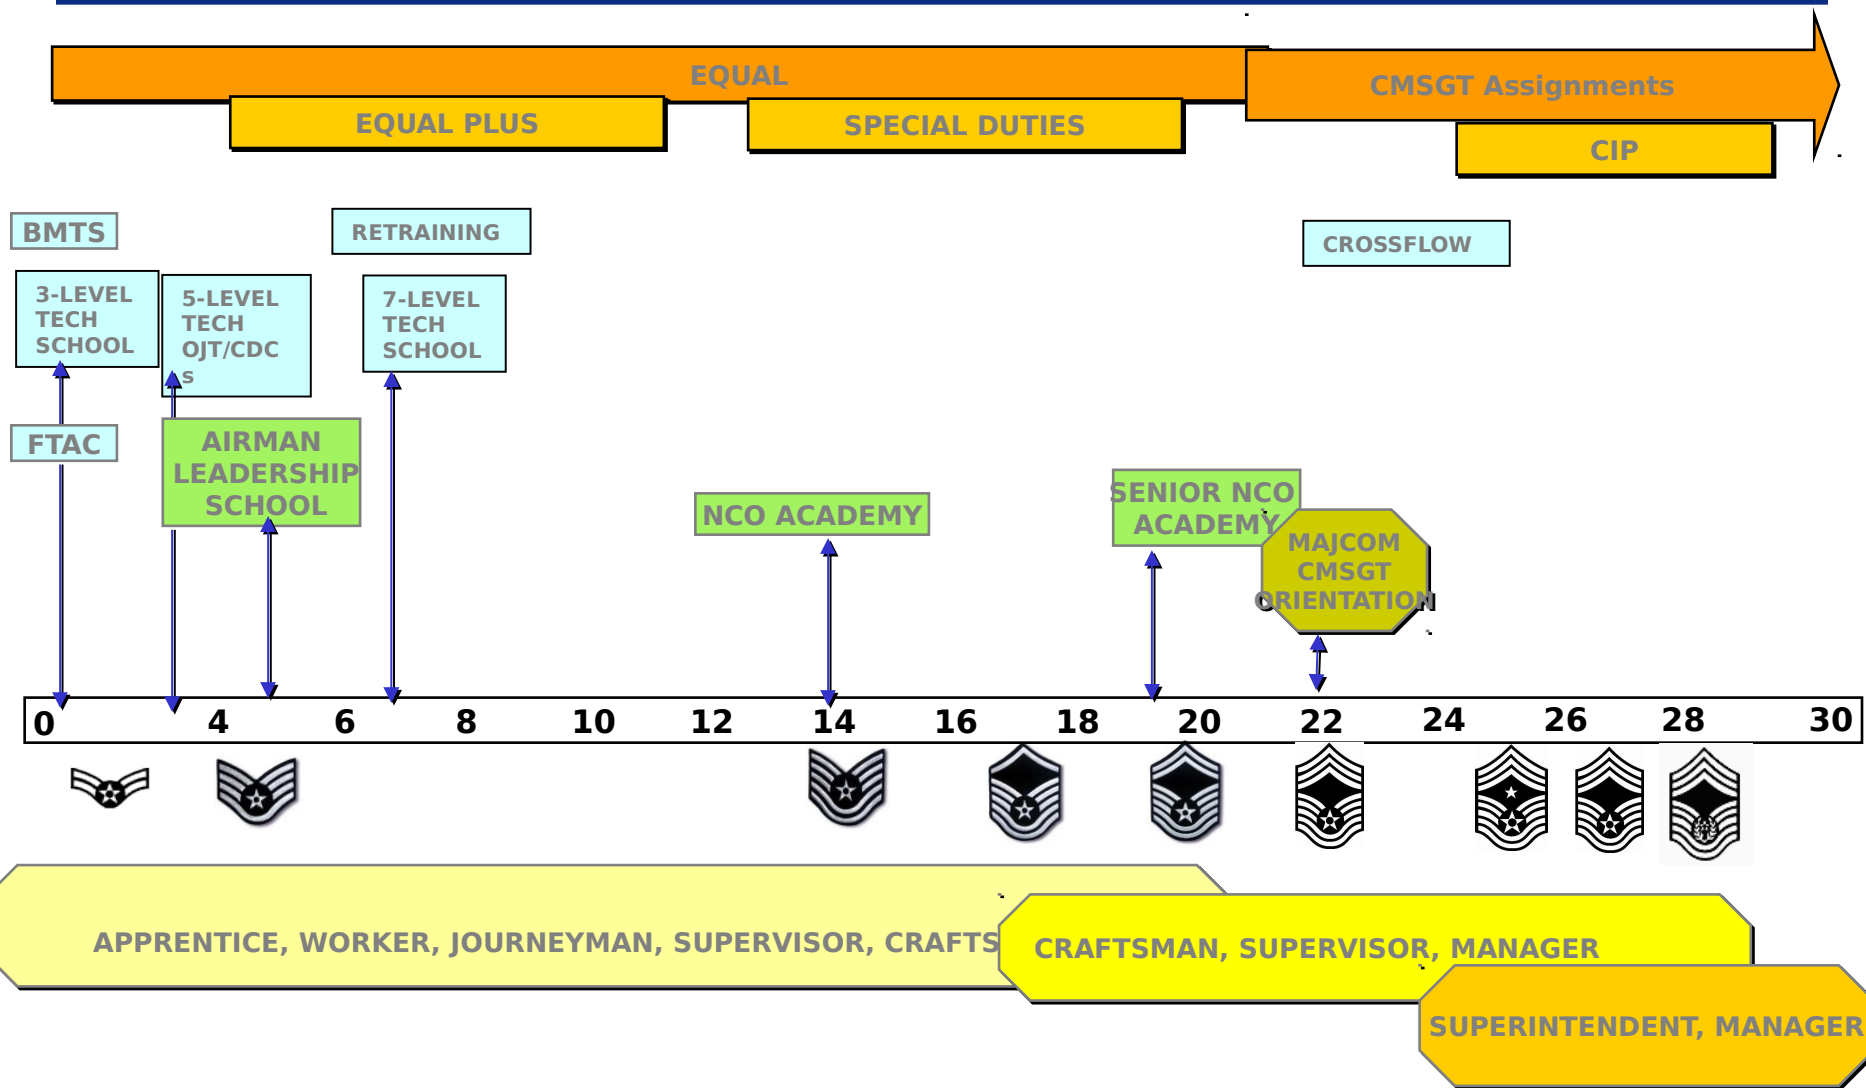 EQUAL
CMSGT Assignments
EQUAL PLUS
SPECIAL DUTIES
CIP
BMTS
RETRAINING
CROSSFLOW
3-LEVEL
TECH
SCHOOL
5-LEVEL
TECH
OJT/CDC
s
7-LEVEL
TECH
SCHOOL
FTAC
AIRMAN
LEADERSHIP
SCHOOL
NCO ACADEMY
SENIOR NCO
ACADEMY
MAJCOM
CMSGT
ORIENTATION
0 4 6 8 10 12 14 16 18 20 22 24 26 28 30
APPRENTICE, WORKER, JOURNEYMAN, SUPERVISOR, CRAFTS
CRAFTSMAN, SUPERVISOR, MANAGER
SUPERINTENDENT, MANAGER